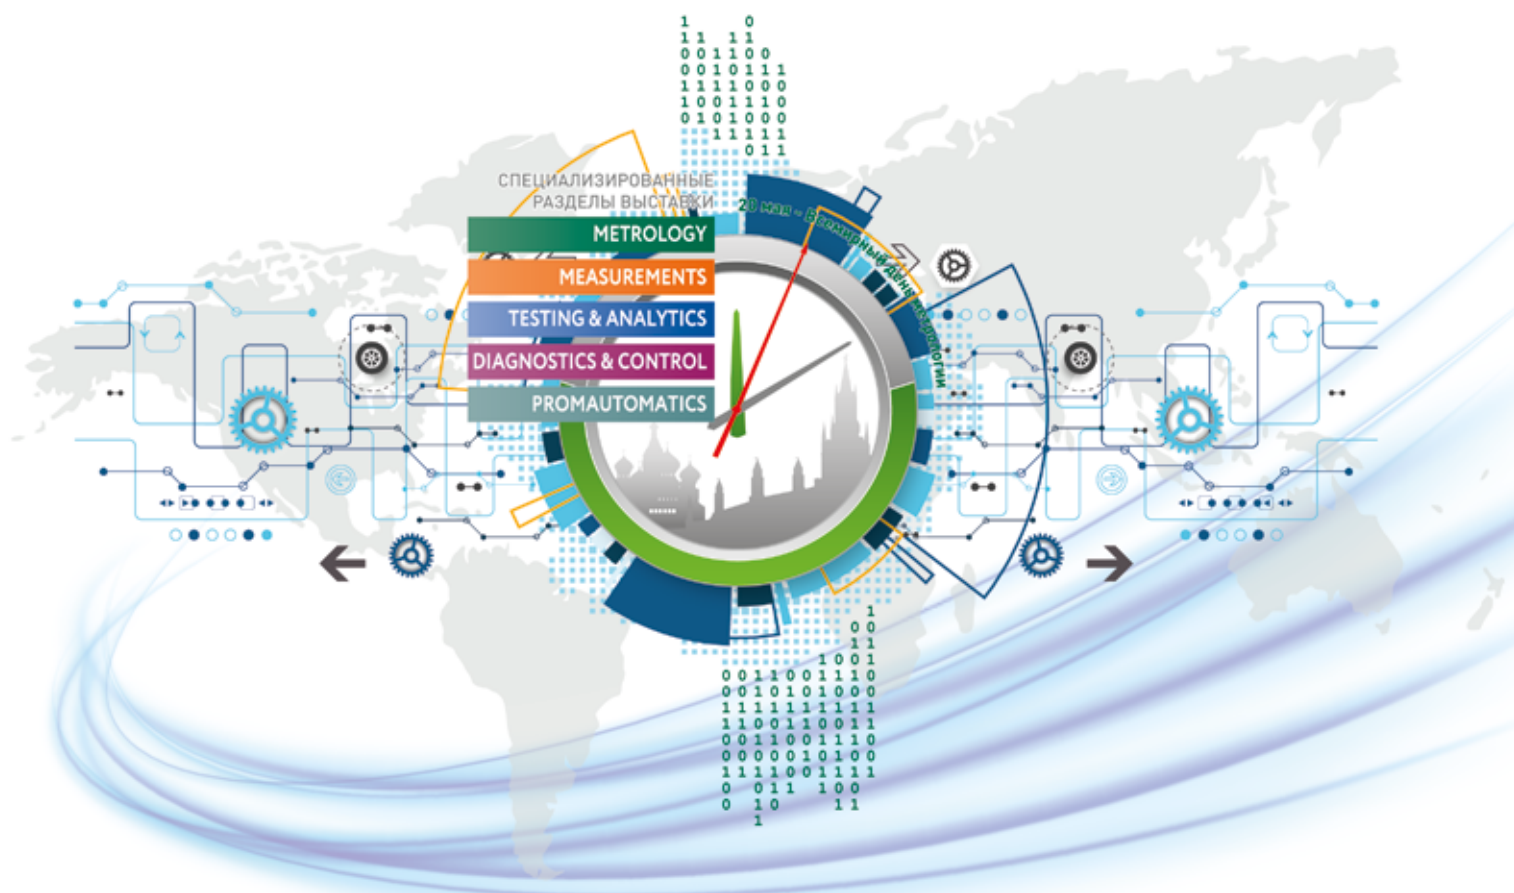 СПЕЦИАЛИЗИРОВАННЫЕ
РАЗДЕЛЫ ВЫСТАВКИ
METROLOGY
MEASUREMENTS
TESTING & ANALYTICS
DIAGNOSTICS & CONTROL
PROMAUTOMATICS
20 мая - Всемирный день метрологии